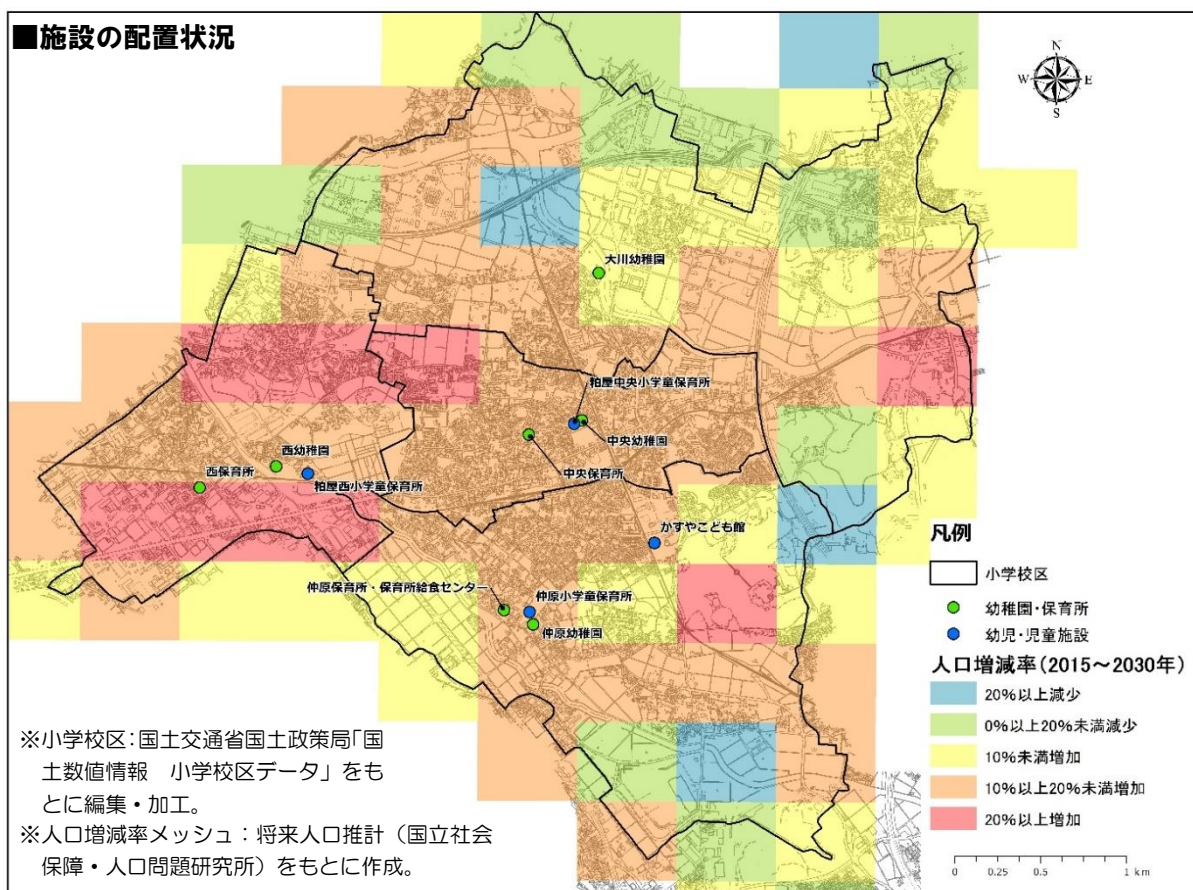 ■施設の配置状況
N
W E
S
大川幼稚園
粕屋中央小学童保育所
中央幼稚園
中央保育所
西幼稚園
西保育所
粕屋西小学童保育所
かすやこども館
仲原保育所・保育所給食センター
仲原小学童保育所
仲原幼稚園
凡例
小学校区
幼稚園・保育所
幼児・児童施設
人口増減率(2015～2030年)
20%以上減少
0%以上20%未満減少
10%未満増加
10%以上20%未満増加
20%以上増加
0 0.25 0.5 1 km
※小学校区:国土交通省国土政策局「国
土数値情報　小学校区データ」をも
とに編集・加工。
※人口増減率メッシュ：将来人口推計（国立社会
保障・人口問題研究所）をもとに作成。